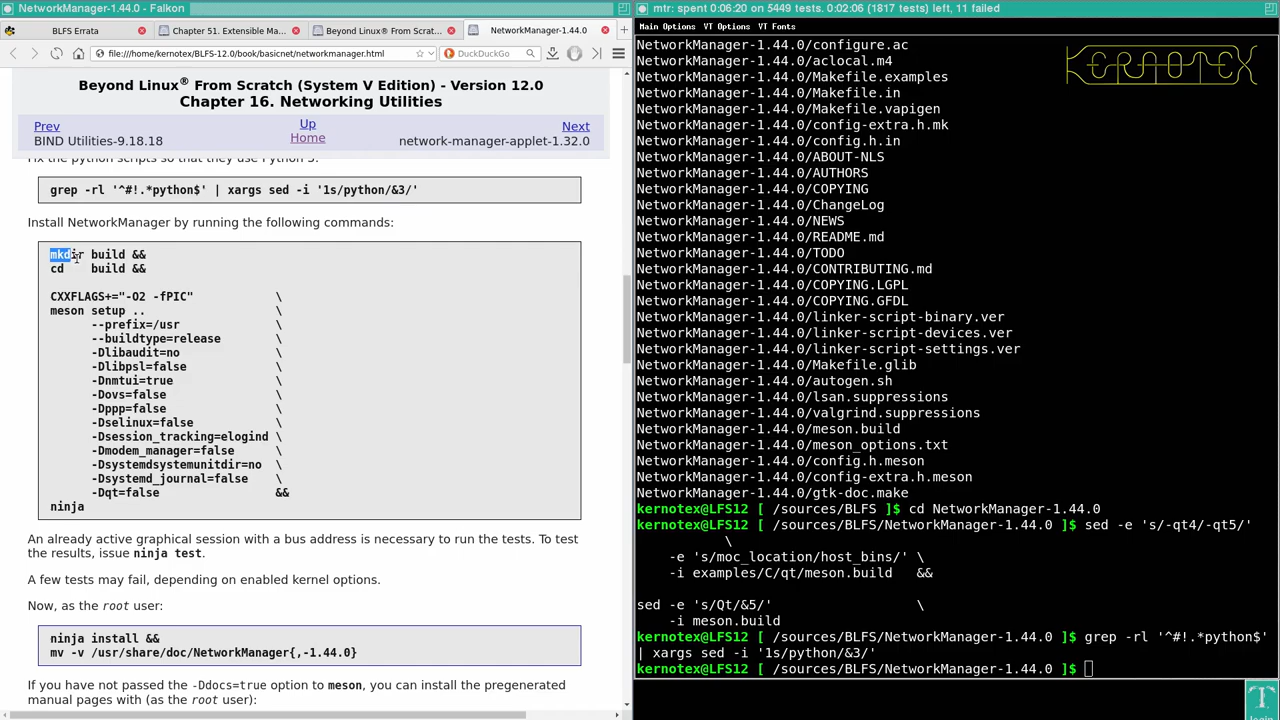 NetworkManager-1.44.0 - Falkon
mtr: spent 0:06:20 on 5449 tests. 0:02:06 (1817 tests) left, 11 failed
BLFS Errata
Chapter 51. Extensible Ma...
Beyond Linux® From Scrat...
NetworkManager-1.44.0
file:///home/kernotex/BLFS-12.0/book/basicnet/networkmanager.html
DuckDuckGo
Beyond Linux® From Scratch (System V Edition) - Version 12.0
Chapter 16. Networking Utilities
Prev
Up
Next
BIND Utilities-9.18.18
Home
network-manager-applet-1.32.0
Fix the python scripts so that they use Python 3:
grep -rl '^#!.*python$' | xargs sed -i '1s/python/&3/'
Install NetworkManager by running the following commands:
mkdir build &&
cd    build &&
CXXFLAGS+="-O2 -fPIC"            \
meson setup ..                   \
      --prefix=/usr              \
      --buildtype=release        \
      -Dlibaudit=no              \
      -Dlibpsl=false             \
      -Dnmtui=true               \
      -Dovs=false                \
      -Dppp=false                \
      -Dselinux=false            \
      -Dsession_tracking=elogind \
      -Dmodem_manager=false      \
      -Dsystemdsystemunitdir=no  \
      -Dsystemd_journal=false    \
      -Dqt=false                 &&
ninja
An already active graphical session with a bus address is necessary to run the tests. To test
the results, issue ninja test.
A few tests may fail, depending on enabled kernel options.
Now, as the root user:
ninja install &&
mv -v /usr/share/doc/NetworkManager{,-1.44.0}
If you have not passed the -Ddocs=true option to meson, you can install the pregenerated
manual pages with (as the root user):
Main Options  VT Options  VT Fonts
KERNOTEX
NetworkManager-1.44.0/configure.ac
NetworkManager-1.44.0/aclocal.m4
NetworkManager-1.44.0/Makefile.examples
NetworkManager-1.44.0/Makefile.in
NetworkManager-1.44.0/Makefile.vapigen
NetworkManager-1.44.0/config-extra.h.mk
NetworkManager-1.44.0/config.h.in
NetworkManager-1.44.0/ABOUT-NLS
NetworkManager-1.44.0/AUTHORS
NetworkManager-1.44.0/COPYING
NetworkManager-1.44.0/ChangeLog
NetworkManager-1.44.0/NEWS
NetworkManager-1.44.0/README.md
NetworkManager-1.44.0/TODO
NetworkManager-1.44.0/CONTRIBUTING.md
NetworkManager-1.44.0/COPYING.LGPL
NetworkManager-1.44.0/COPYING.GFDL
NetworkManager-1.44.0/linker-script-binary.ver
NetworkManager-1.44.0/linker-script-devices.ver
NetworkManager-1.44.0/linker-script-settings.ver
NetworkManager-1.44.0/Makefile.glib
NetworkManager-1.44.0/autogen.sh
NetworkManager-1.44.0/lsan.suppressions
NetworkManager-1.44.0/valgrind.suppressions
NetworkManager-1.44.0/meson.build
NetworkManager-1.44.0/meson_options.txt
NetworkManager-1.44.0/config.h.meson
NetworkManager-1.44.0/config-extra.h.meson
NetworkManager-1.44.0/gtk-doc.make
kernotex@LFS12 [ /sources/BLFS ]$ cd NetworkManager-1.44.0
kernotex@LFS12 [ /sources/BLFS/NetworkManager-1.44.0 ]$ sed -e 's/-qt4/-qt5/'
           \
    -e 's/moc_location/host_bins/' \
    -i examples/C/qt/meson.build   &&
sed -e 's/Qt/&5/'                  \
    -i meson.build
kernotex@LFS12 [ /sources/BLFS/NetworkManager-1.44.0 ]$ grep -rl '^#!.*python$'
| xargs sed -i '1s/python/&3/'
kernotex@LFS12 [ /sources/BLFS/NetworkManager-1.44.0 ]$
login